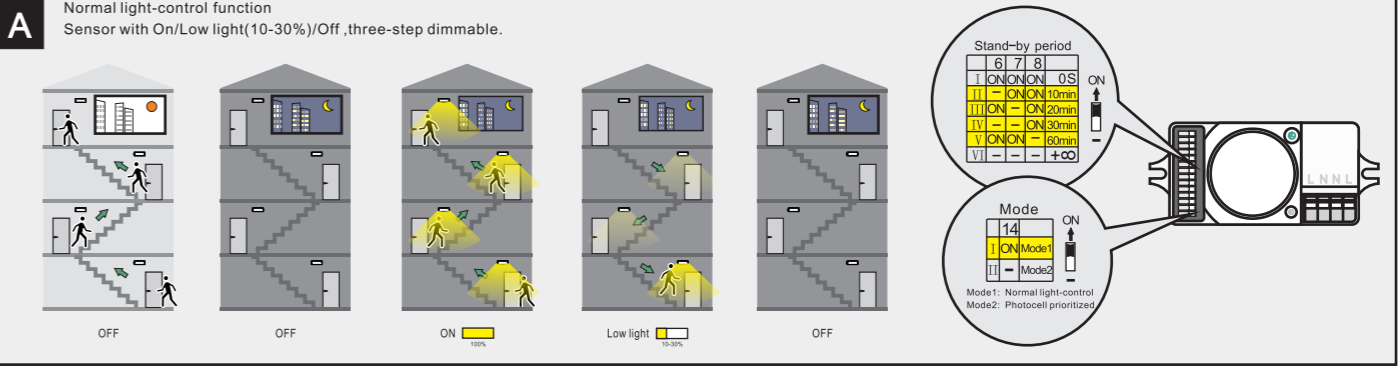 A
Normal light-control function
Sensor with On/Low light(10-30%)/Off ,three-step dimmable.
OFF
OFF
ON
100%
Low light
10-30%
OFF
Stand-by period
6 7 8
I ON ON ON 0S
II - ON ON 10min
III ON - ON 20min
IV - - ON 30min
V ON ON - 60min
VI - - - +∞
ON
-
Mode
14
I ON Mode1
II - Mode2
ON
-
Mode1: Normal light-control
Mode2: Photocell prioritized
L N N L